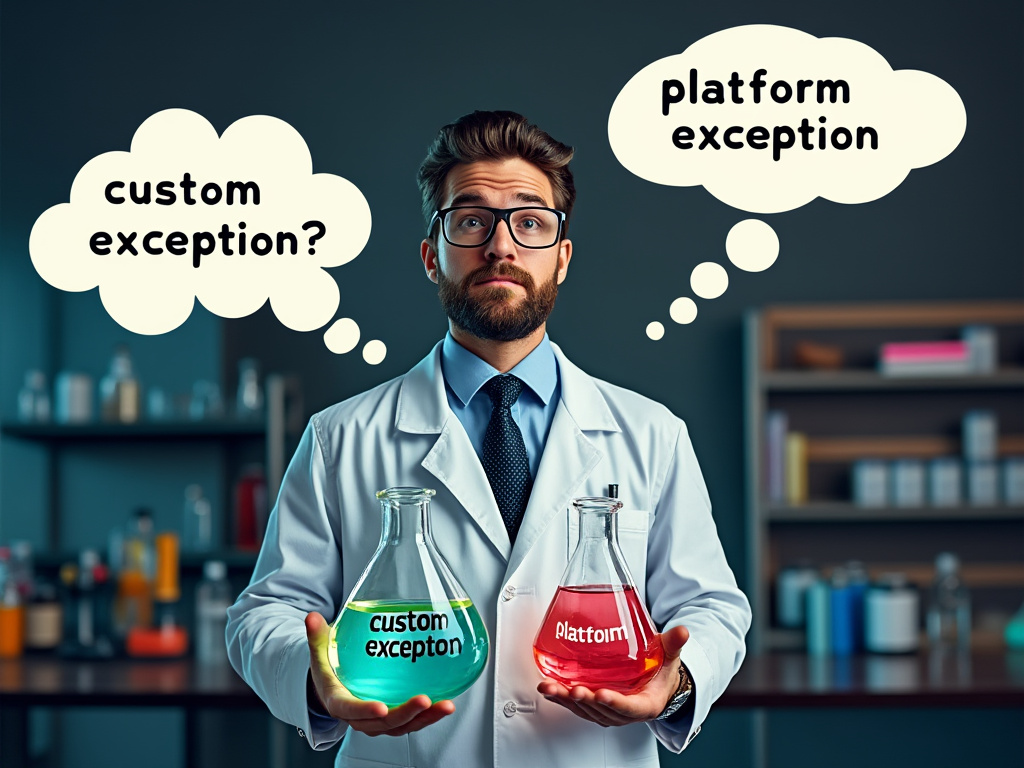 custom
exception?
platform
exception
custom
excepton
platfoim